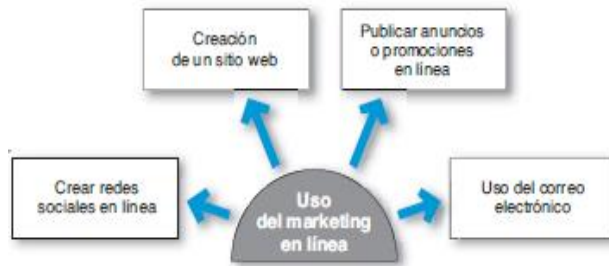 Creación
de un sitio web
Publicar anuncios
o promociones
en línea
Crear redes
sociales en línea
Uso
del marketing
en línea
Uso del correo
electrónico